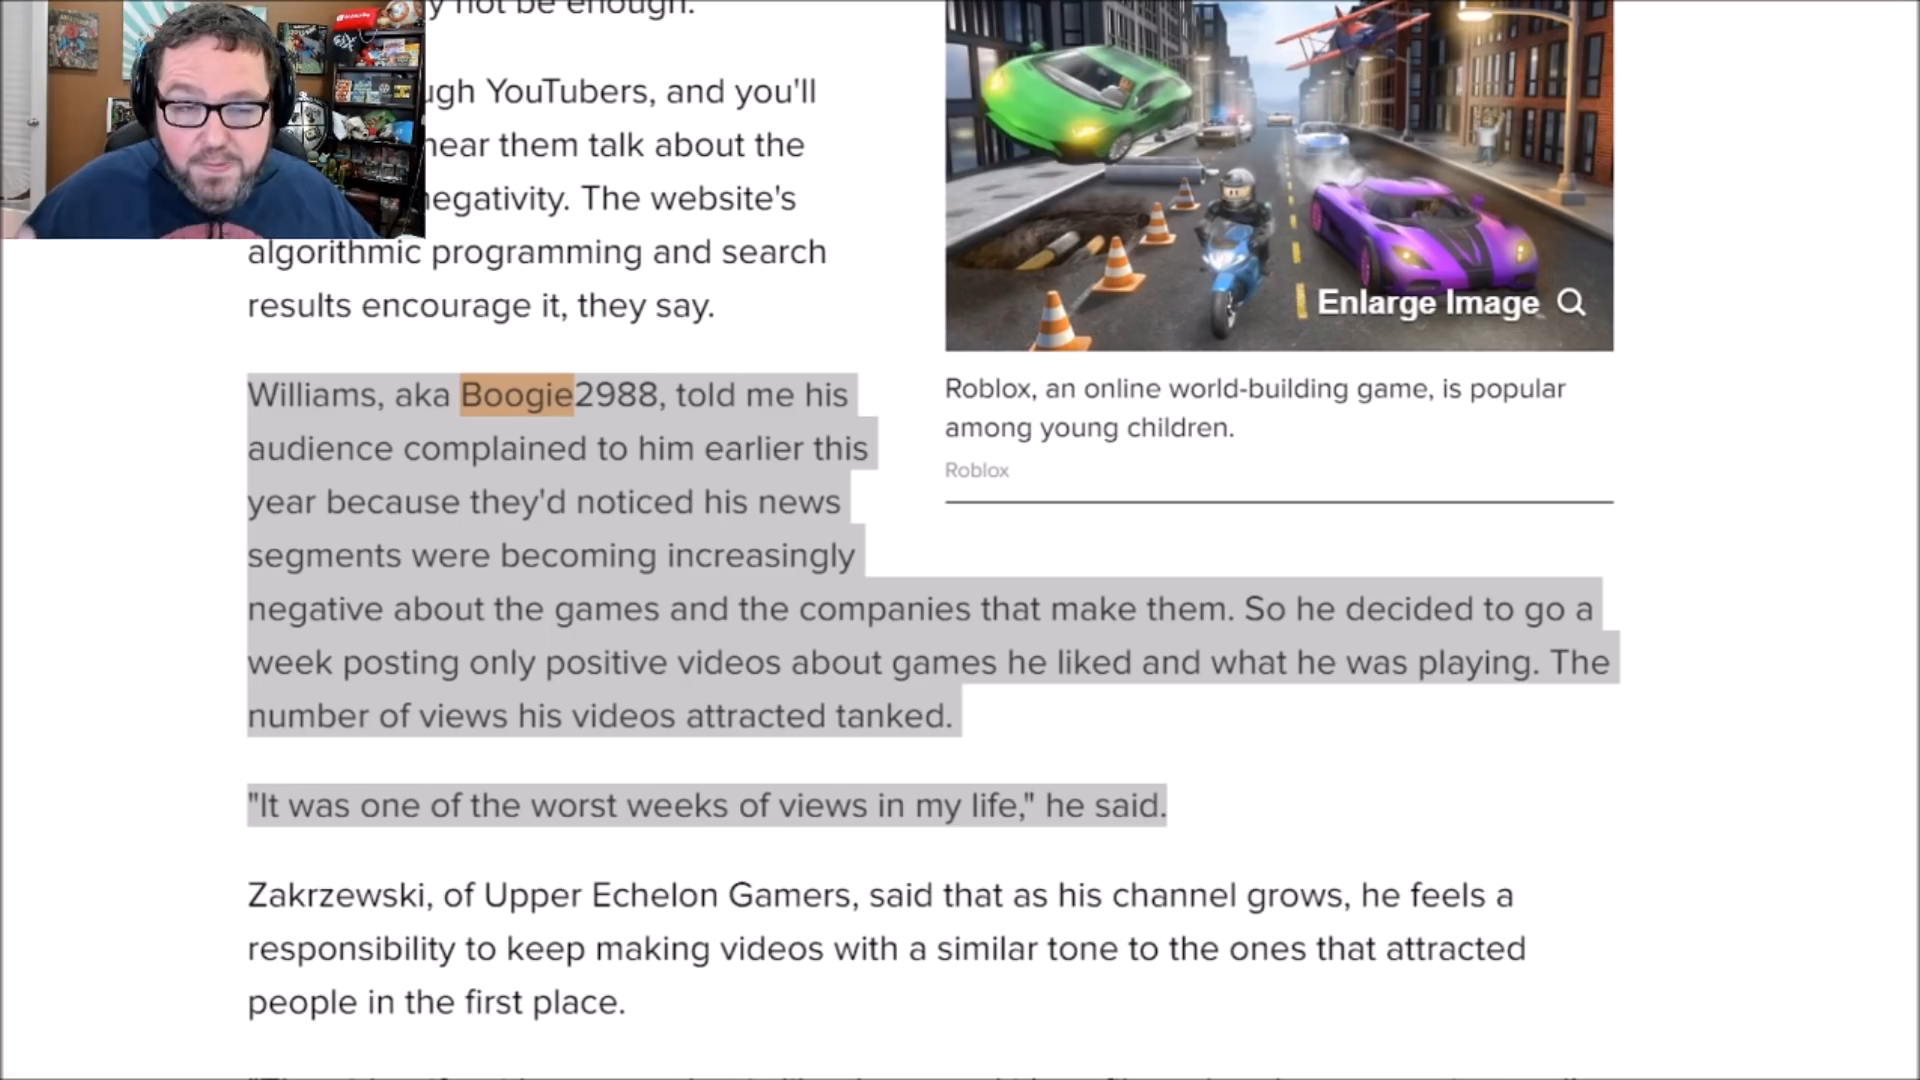 y not be enough.
ugh YouTubers, and you'll
hear them talk about the
negativity. The website's
algorithmic programming and search
results encourage it, they say.
Enlarge Image
Roblox, an online world-building game, is popular
among young children.
Roblox
Williams, aka Boogie2988, told me his
audience complained to him earlier this
year because they'd noticed his news
segments were becoming increasingly
negative about the games and the companies that make them. So he decided to go a
week posting only positive videos about games he liked and what he was playing. The
number of views his videos attracted tanked.
"It was one of the worst weeks of views in my life," he said.
Zakrzewski, of Upper Echelon Gamers, said that as his channel grows, he feels a
responsibility to keep making videos with a similar tone to the ones that attracted
people in the first place.